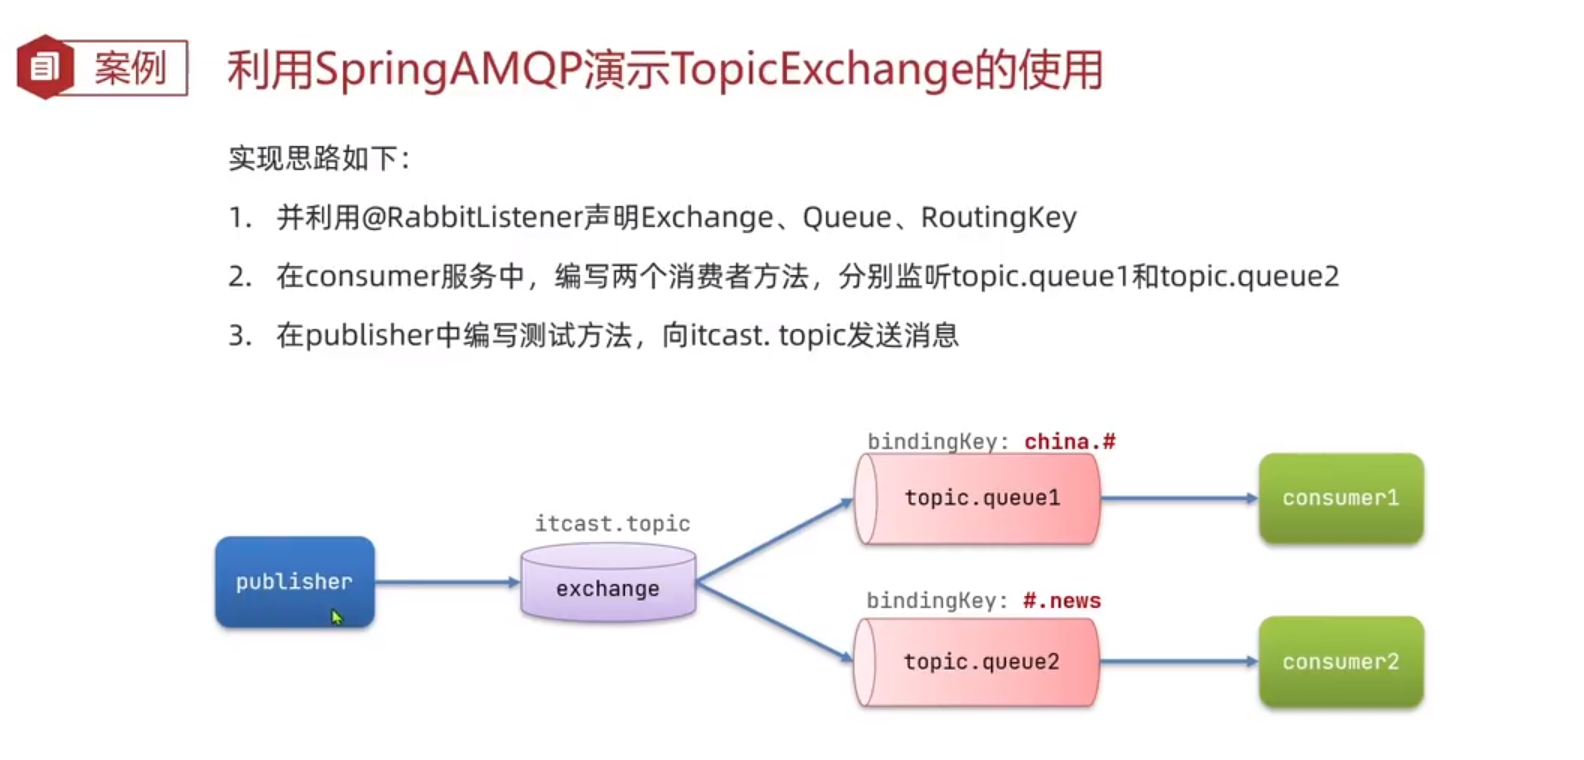 案例
利用SpringAMQP演示TopicExchange的使用
实现思路如下：
1. 并利用@RabbitListener声明Exchange、Queue、RoutingKey
2. 在consumer服务中，编写两个消费者方法，分别监听topic.queue1和topic.queue2
3. 在publisher中编写测试方法，向itcast. topic发送消息
bindingKey: china.#
topic.queue1
consumer1
itcast.topic
publisher
exchange
bindingKey: #.news
topic.queue2
consumer2